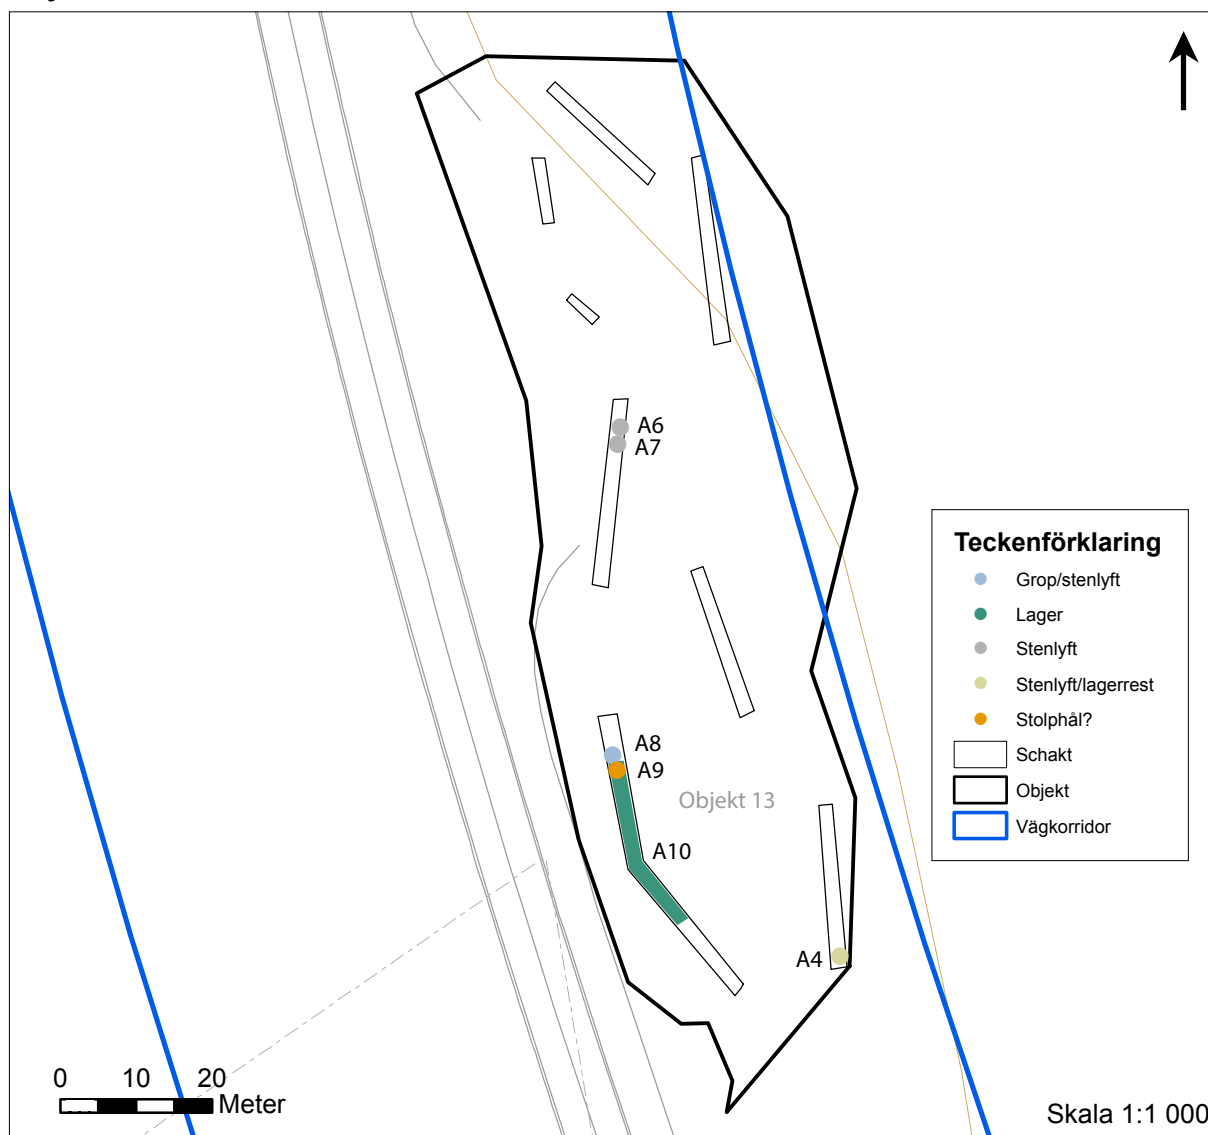 A6
A7
Teckenförklaring
Grop/stenlyft
Lager
Stenlyft
Stenlyft/lagerrest
Stolphål?
Schakt
Objekt
Vägkorridor
A8
A9
Objekt 13
A10
A4
0 10 20
Meter
Skala 1:1 000